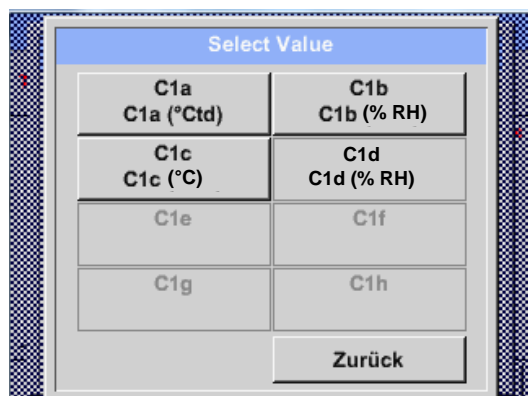 Select Value
C1a
C1a (°Ctd)
C1b
C1b (% RH)
C1c
C1c (°C)
C1d
C1d (% RH)
C1e
C1f
C1g
C1h
Zurück